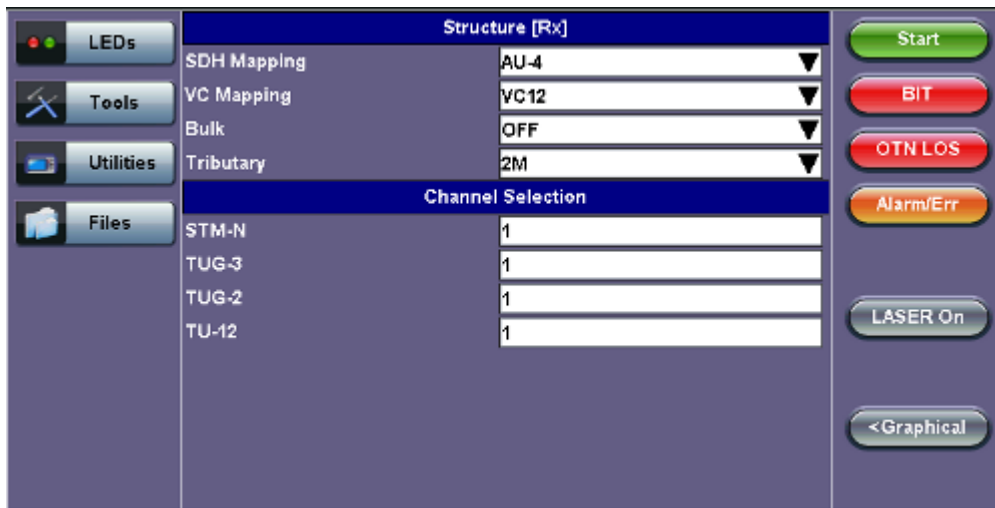 LEDs
Tools
Utilities
Files
Structure [Rx]
SDH Mapping AU-4
VC Mapping VC12
Bulk OFF
Tributary 2M
Channel Selection
STM-N 1
TUG-3 1
TUG-2 1
TU-12 1
Start
BIT
OTN LOS
Alarm/Err
LASER On
<Graphical